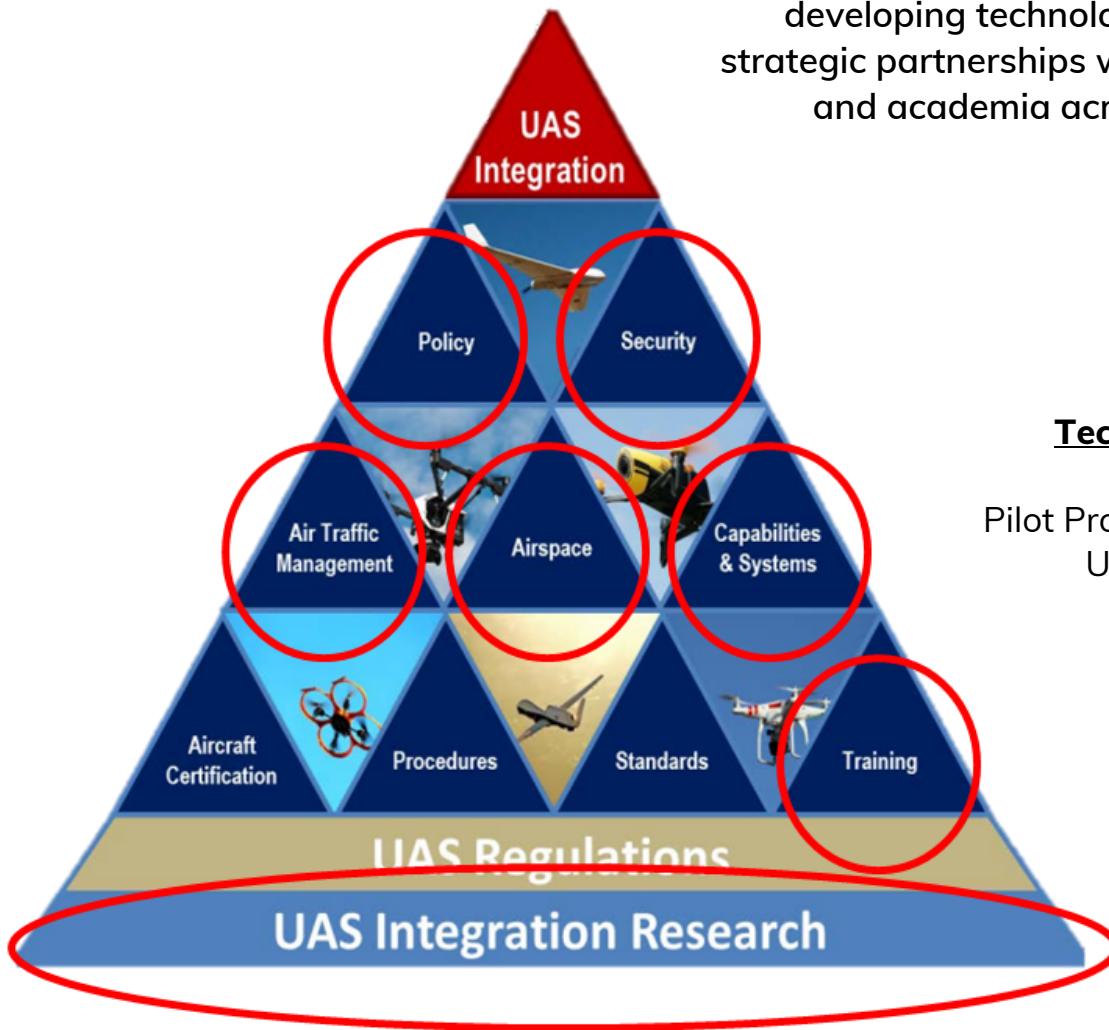 developing technolo
strategic partnerships v
and academia acr
UAS
Integration
Policy
Security
Tec
Air Traffic
Management
Airspace
Capabilities
& Systems
Pilot Pro
U
Aircraft
Certification
Procedures
Standards
Training
UAS Regulations
UAS Integration Research